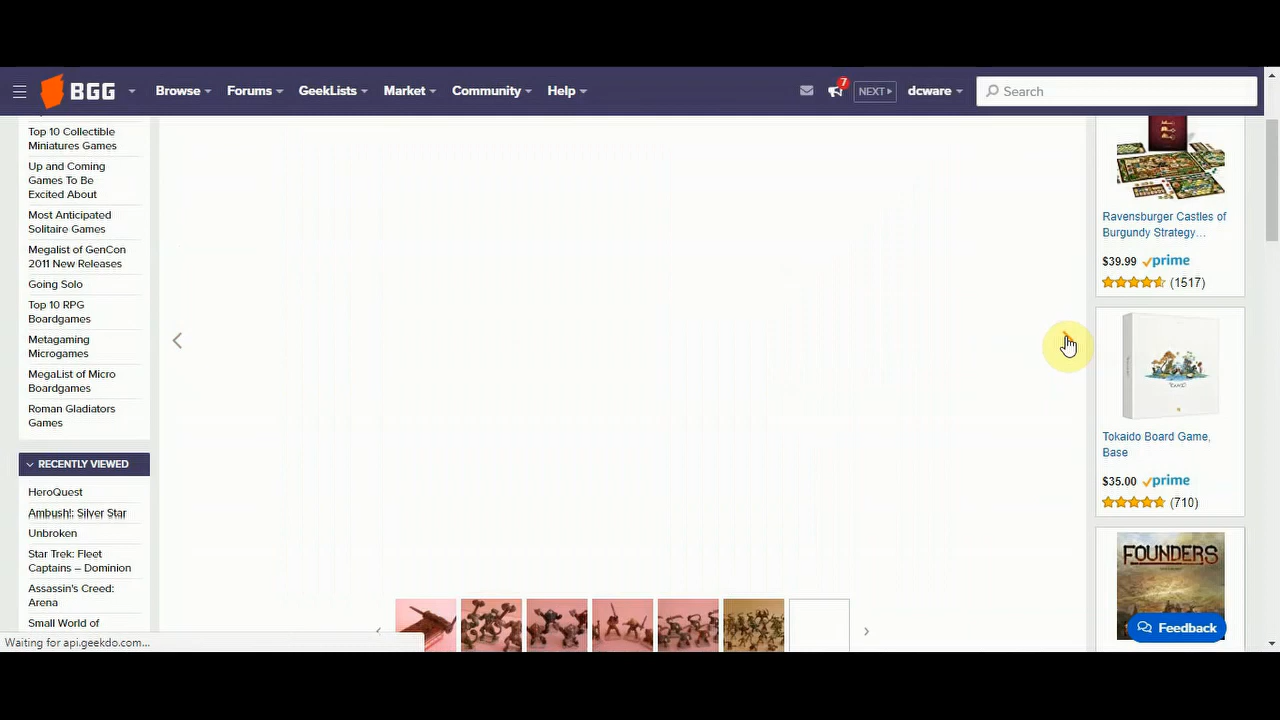 BGG
Browse
Forums
GeekLists
Market
Community
Help
7
NEXT
dcware
Search
Top 10 Collectible
Miniatures Games
Up and Coming
Games To Be
Excited About
Most Anticipated
Solitaire Games
Megalist of GenCon
2011 New Releases
Going Solo
Top 10 RPG
Boardgames
Metagaming
Microgames
MegaList of Micro
Boardgames
Roman Gladiators
Games
RECENTLY VIEWED
HeroQuest
Ambush!: Silver Star
Unbroken
Star Trek: Fleet
Captains – Dominion
Assassin's Creed:
Arena
Small World of
Waiting for api.geekdo.com...
Ravensburger Castles of
Burgundy Strategy...
$39.99 prime
(1517)
Tokaido Board Game,
Base
$35.00 prime
(710)
FOUNDERS
Feedback